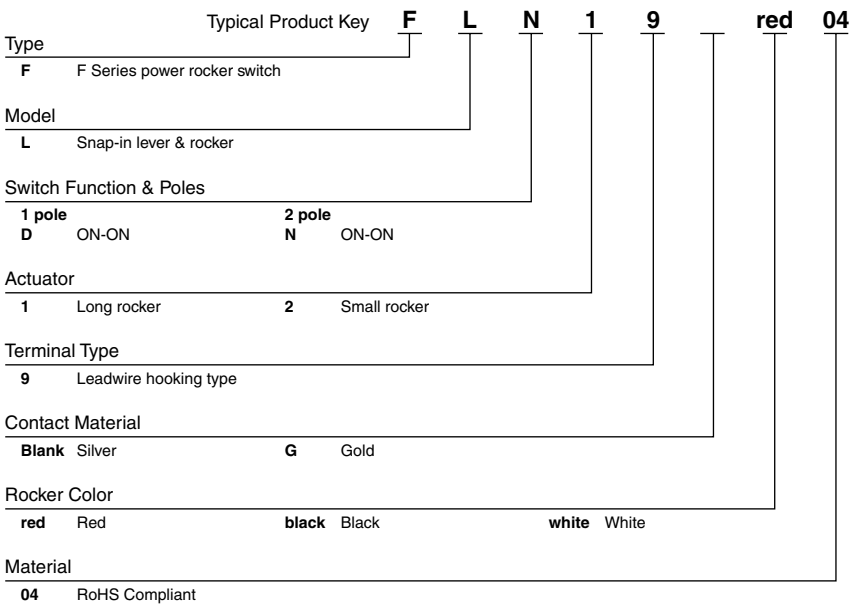 Typical Product Key F L N 1 9 red 04
Type
F F Series power rocker switch
Model
L Snap-in lever & rocker
Switch Function & Poles
1 pole 2 pole
D ON-ON N ON-ON
Actuator
1 Long rocker 2 Small rocker
Terminal Type
9 Leadwire hooking type
Contact Material
Blank Silver G Gold
Rocker Color
red Red black Black white White
Material
04 RoHS Compliant